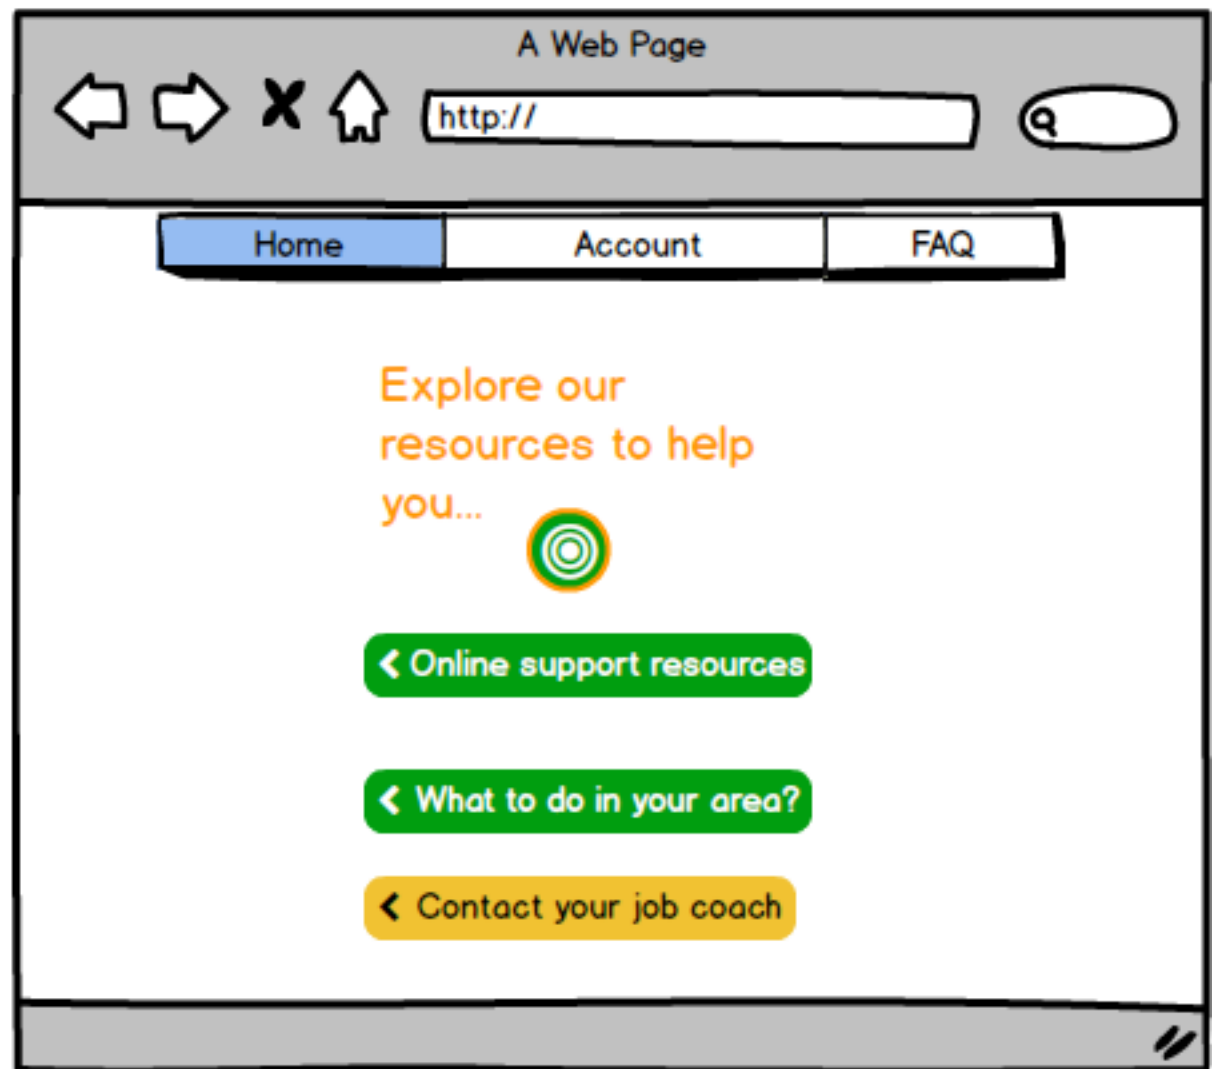 A Web Page
http://
Home Account FAQ
Explore our
resources to help
you...
Online support resources
What to do in your area?
Contact your job coach